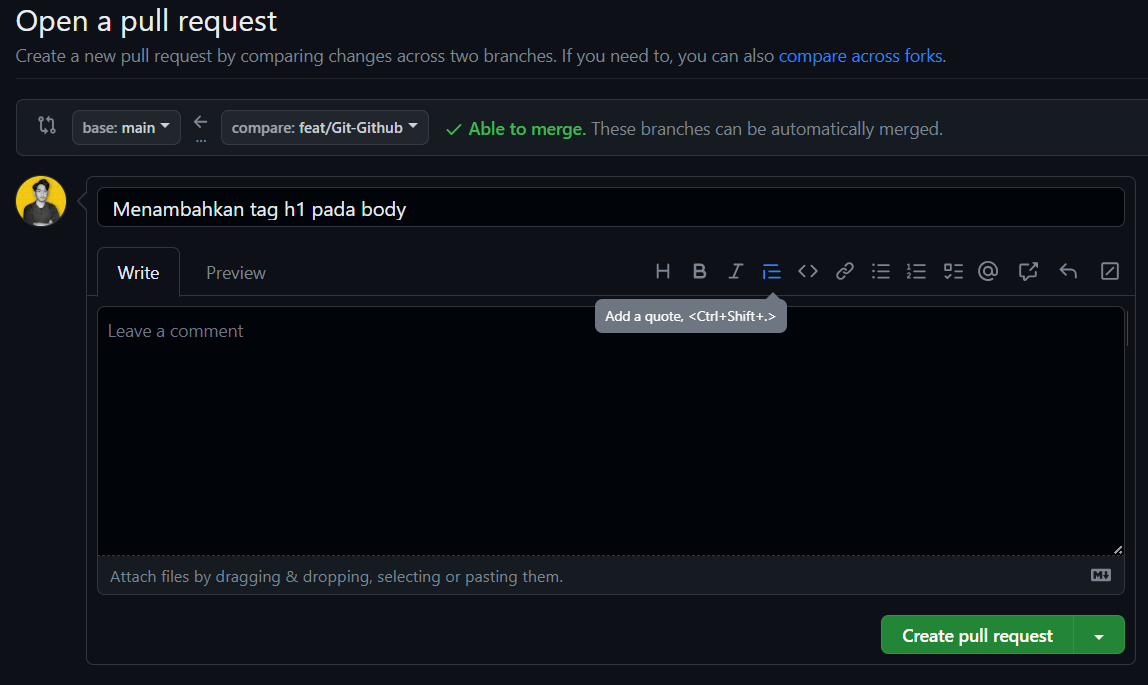 Open a pull request
Create a new pull request by comparing changes across two branches. If you need to, you can also compare across forks.
base: main ... compare: feat/Git-Github Able to merge. These branches can be automatically merged.
Menambahkan tag h1 pada body
Write Preview
Add a quote, <Ctrl+Shift+.>
Leave a comment
Attach files by dragging & dropping, selecting or pasting them.
Create pull request